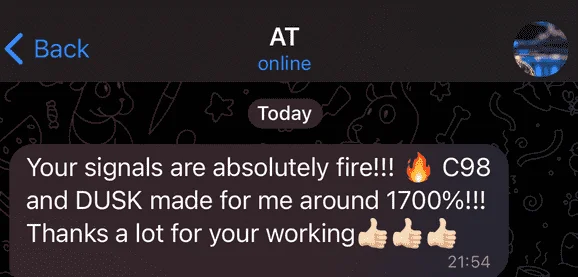 Back
AT
online
Today
Your signals are absolutely fire!!! 🔥 C98
and DUSK made for me around 1700%!!!
Thanks a lot for your working👍🏻👍🏻👍🏻
21:54